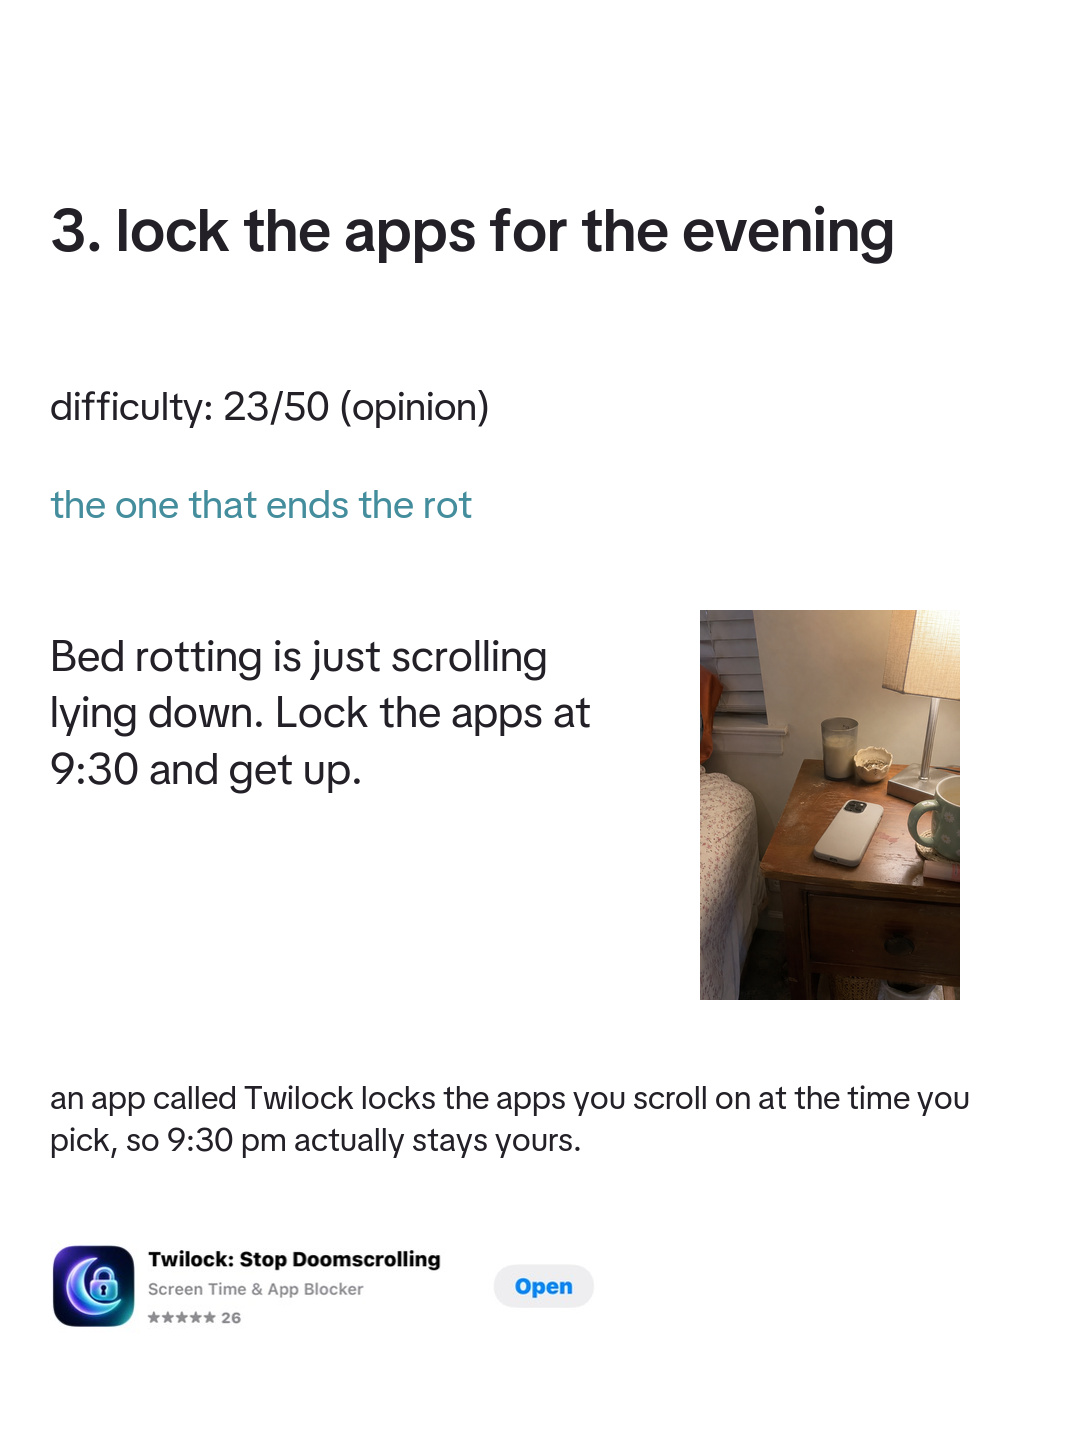 3. lock the apps for the evening
difficulty: 23/50 (opinion)
the one that ends the rot
Bed rotting is just scrolling
lying down. Lock the apps at
9:30 and get up.
an app called Twilock locks the apps you scroll on at the time you
pick, so 9:30 pm actually stays yours.
Twilock: Stop Doomscrolling
Screen Time & App Blocker
★★★★★ 26
Open